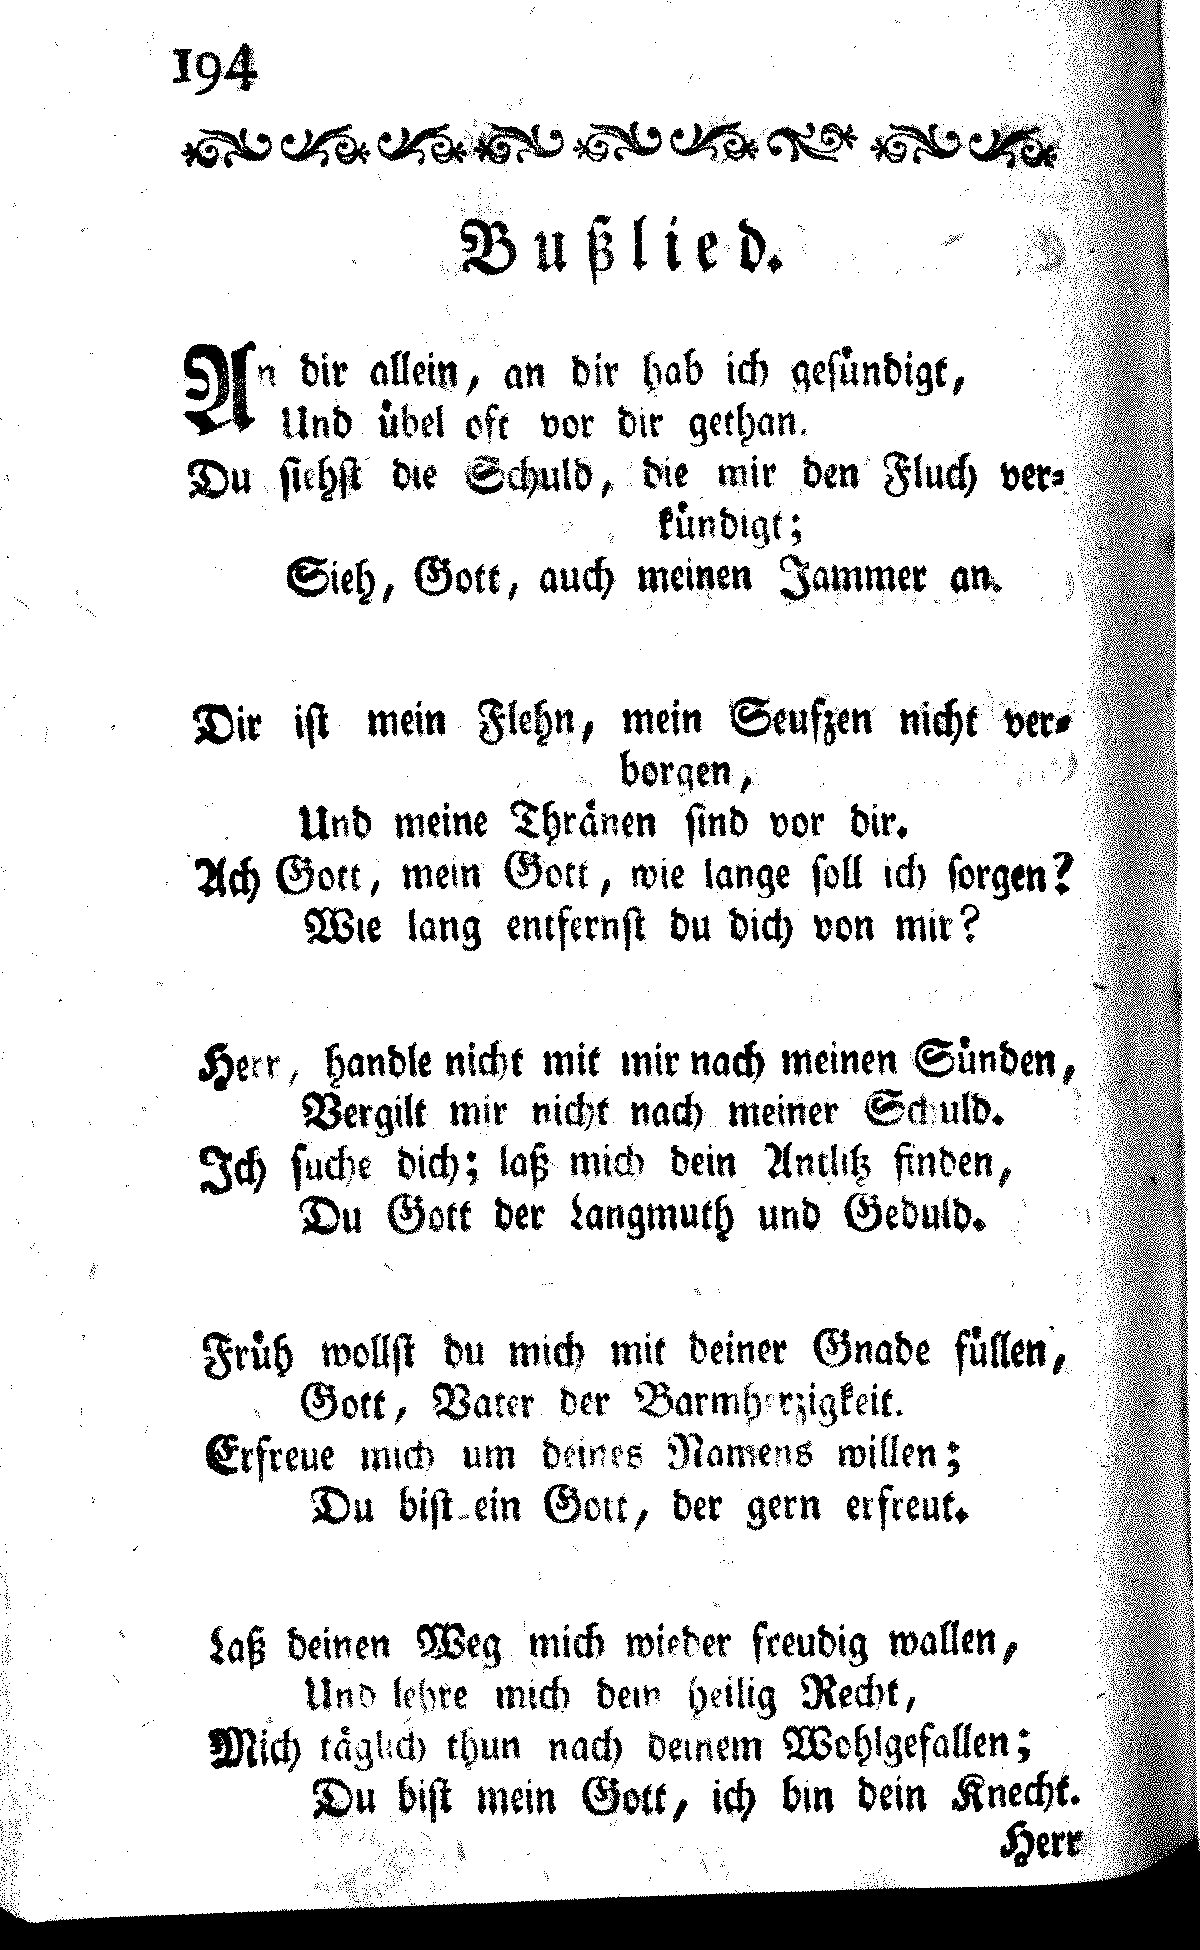 194
Bußlied.
An dir allein, an dir hab ich gesündigt,
Und übel oft vor dir gethan.
Du siehst die Schuld, die mir den Fluch ver-
kündigt;
Sieh, Gott, auch meinen Jammer an.
Dir ist mein Flehn, mein Seufzen nicht ver-
borgen,
Und meine Thränen sind vor dir.
Ach Gott, mein Gott, wie lange soll ich sorgen?
Wie lang entfernst du dich von mir?
Herr, handle nicht mit mir nach meinen Sünden,
Vergilt mir nicht nach meiner Schuld.
Ich suche dich; laß mich dein Antlitz finden,
Du Gott der Langmuth und Geduld.
Früh wollst du mich mit deiner Gnade füllen,
Gott, Vater der Barmherzigkeit.
Erfreue mich um deines Namens willen;
Du bist ein Gott, der gern erfreut.
Laß deinen Weg mich wieder freudig wallen,
Und lehre mich dein heilig Recht,
Mich täglich thun nach deinem Wohlgefallen;
Du bist mein Gott, ich bin dein Knecht.
Herr